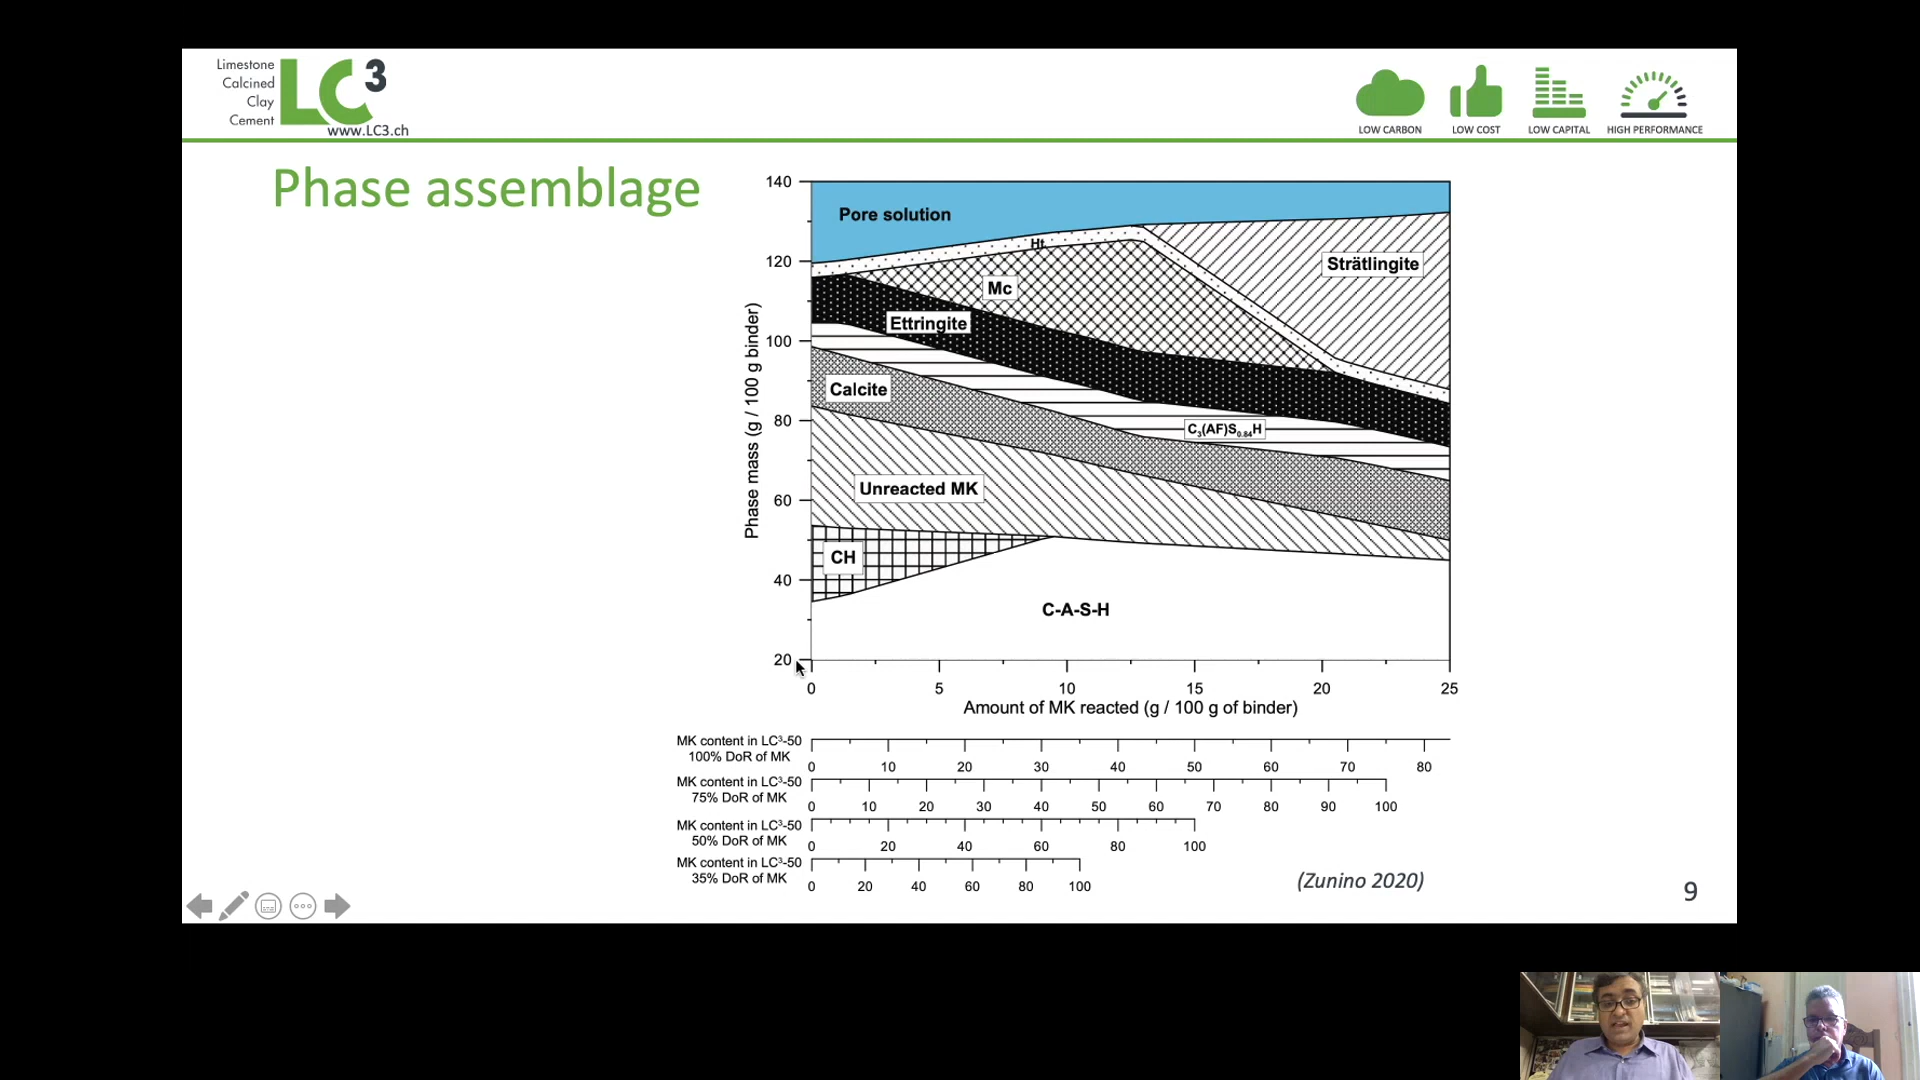 Limestone
Calcined
Clay
Cement
LC3
www.LC3.ch
LOW CARBON
LOW COST
LOW CAPITAL
HIGH PERFORMANCE
Phase assemblage
Phase mass (g / 100 g binder)
140
120
100
80
60
40
20
Pore solution
Ht
Strätlingite
Mc
Ettringite
Calcite
C3(AF)S0.84H
Unreacted MK
CH
C-A-S-H
0 5 10 15 20 25
Amount of MK reacted (g / 100 g of binder)
MK content in LC³-50
100% DoR of MK
0 10 20 30 40 50 60 70 80
MK content in LC³-50
75% DoR of MK
0 10 20 30 40 50 60 70 80 90 100
MK content in LC³-50
50% DoR of MK
0 20 40 60 80 100
MK content in LC³-50
35% DoR of MK
0 20 40 60 80 100
(Zunino 2020)
9